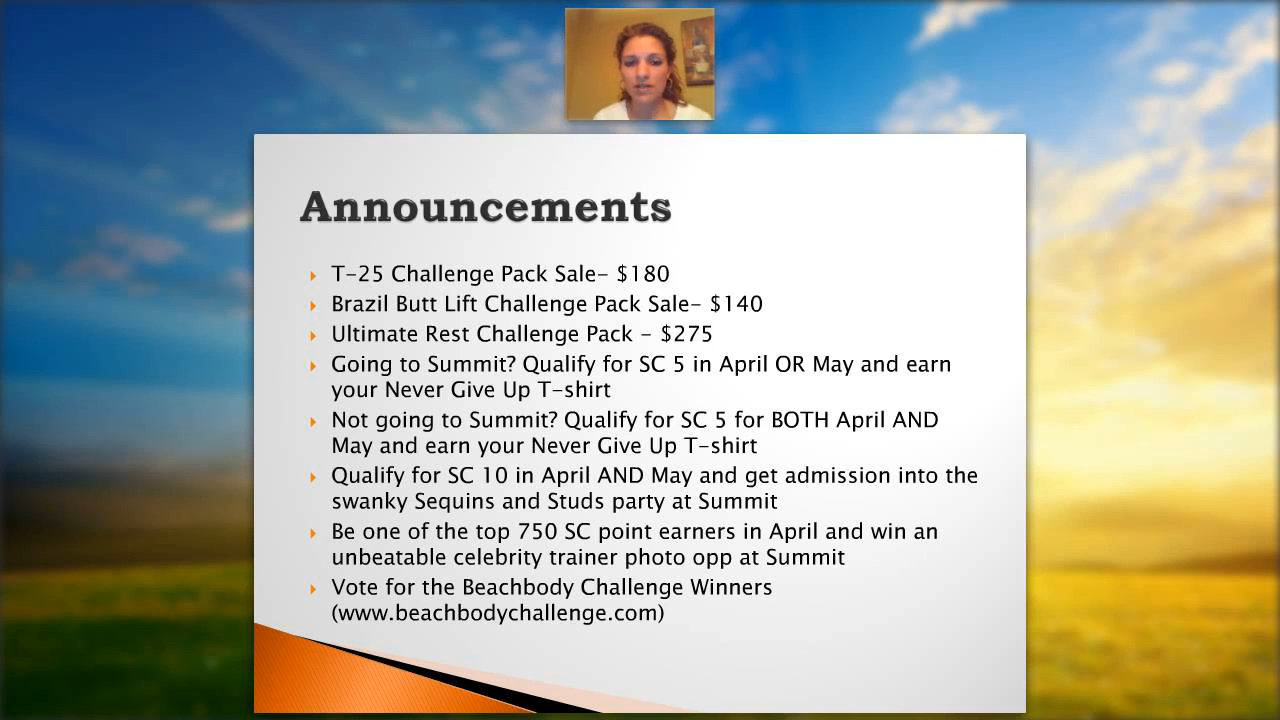 Announcements
T-25 Challenge Pack Sale- $180
Brazil Butt Lift Challenge Pack Sale- $140
Ultimate Rest Challenge Pack - $275
Going to Summit? Qualify for SC 5 in April OR May and earn
your Never Give Up T-shirt
Not going to Summit? Qualify for SC 5 for BOTH April AND
May and earn your Never Give Up T-shirt
Qualify for SC 10 in April AND May and get admission into the
swanky Sequins and Studs party at Summit
Be one of the top 750 SC point earners in April and win an
unbeatable celebrity trainer photo opp at Summit
Vote for the Beachbody Challenge Winners
(www.beachbodychallenge.com)